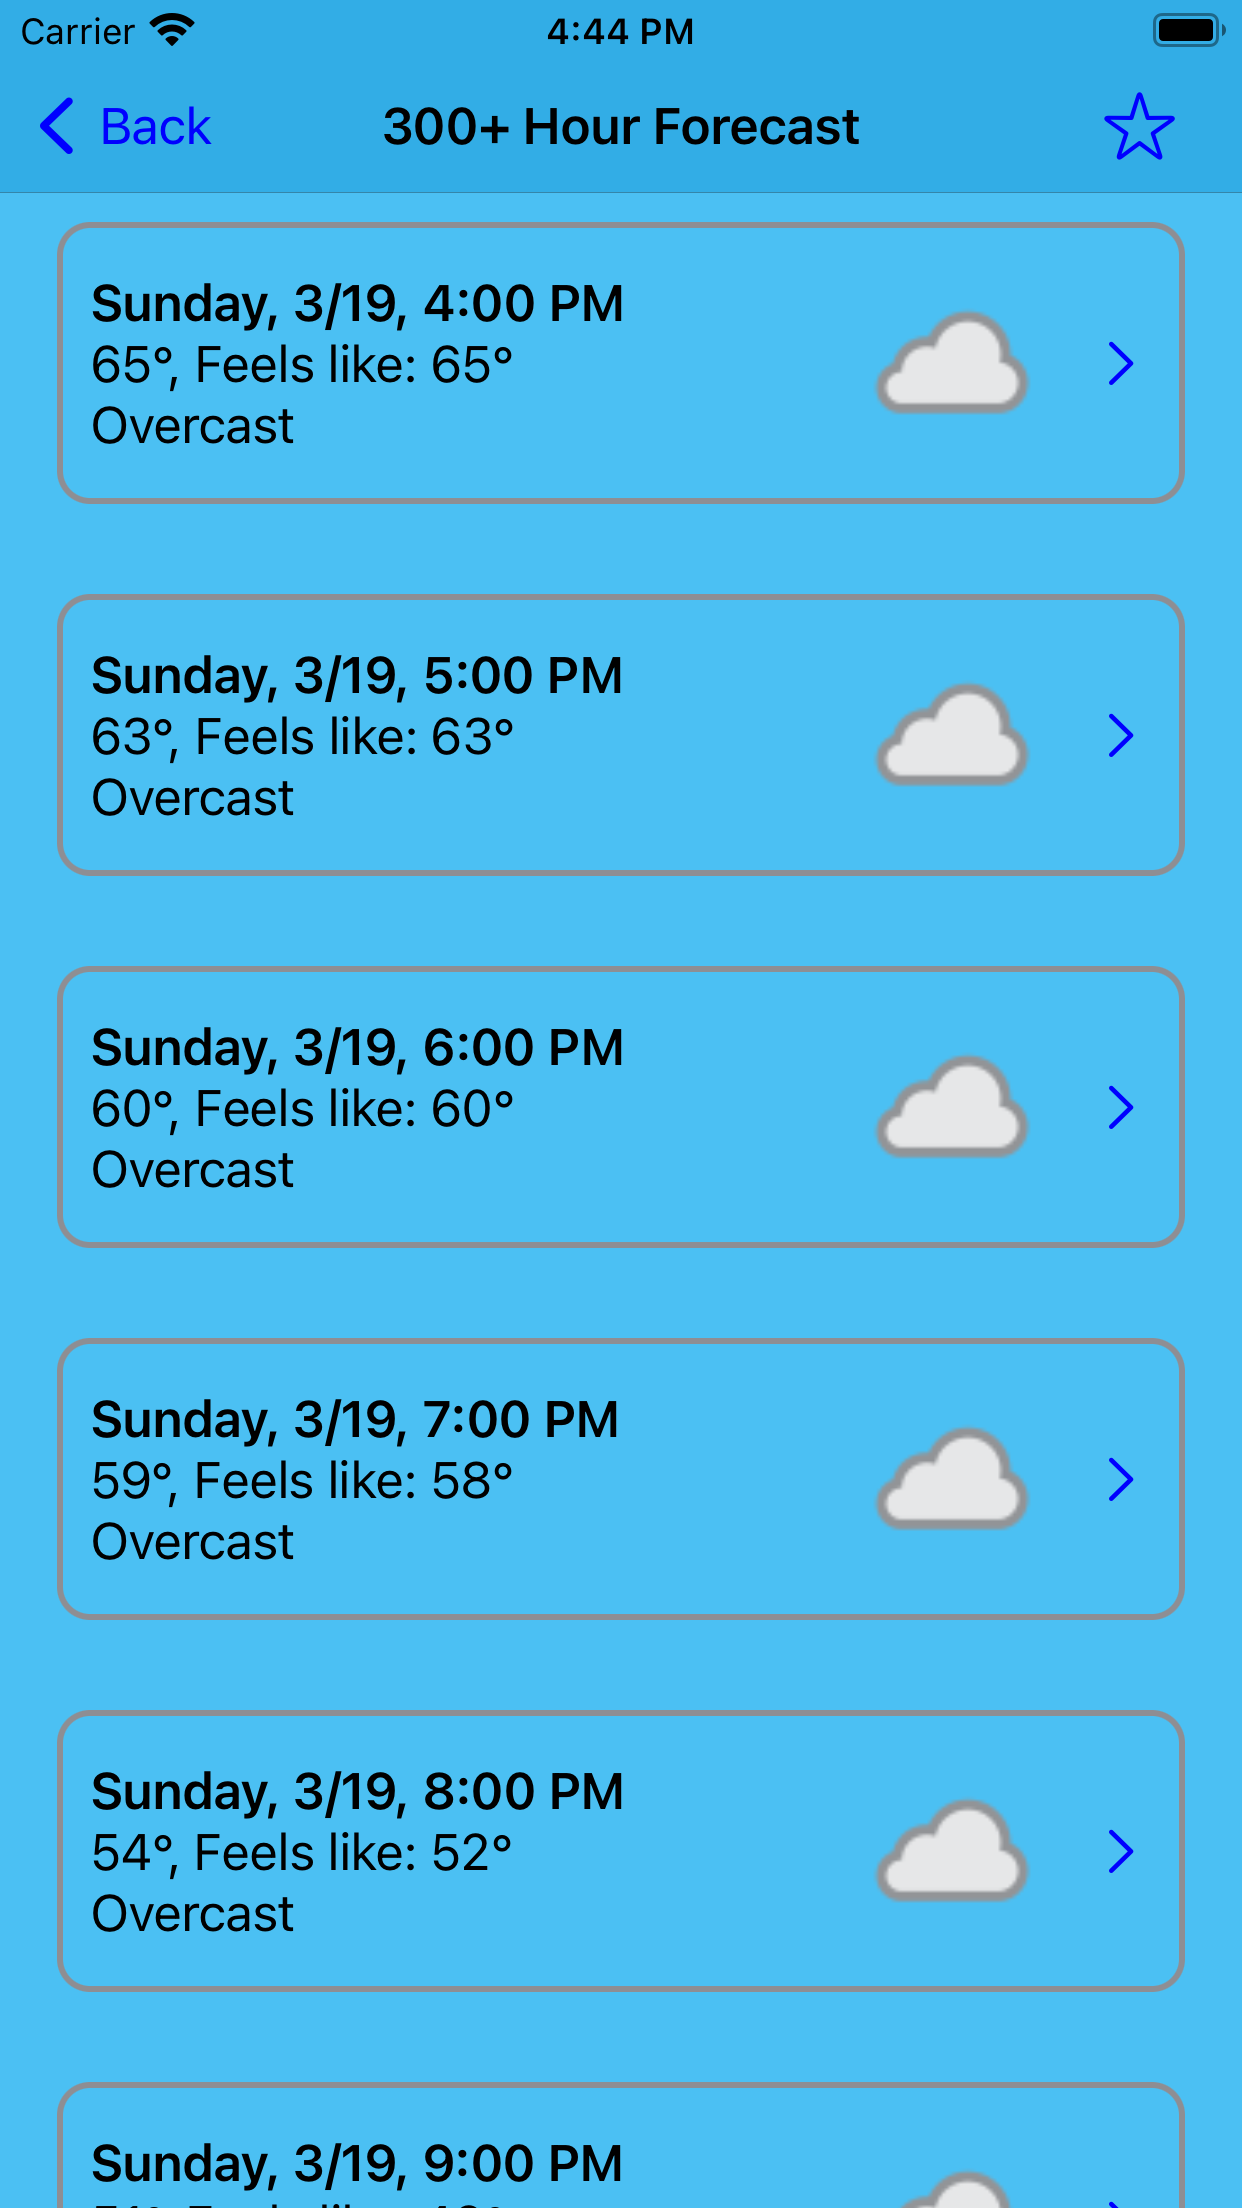 Carrier
4:44 PM
Back
300+ Hour Forecast
Sunday, 3/19, 4:00 PM
65°, Feels like: 65°
Overcast
Sunday, 3/19, 5:00 PM
63°, Feels like: 63°
Overcast
Sunday, 3/19, 6:00 PM
60°, Feels like: 60°
Overcast
Sunday, 3/19, 7:00 PM
59°, Feels like: 58°
Overcast
Sunday, 3/19, 8:00 PM
54°, Feels like: 52°
Overcast
Sunday, 3/19, 9:00 PM